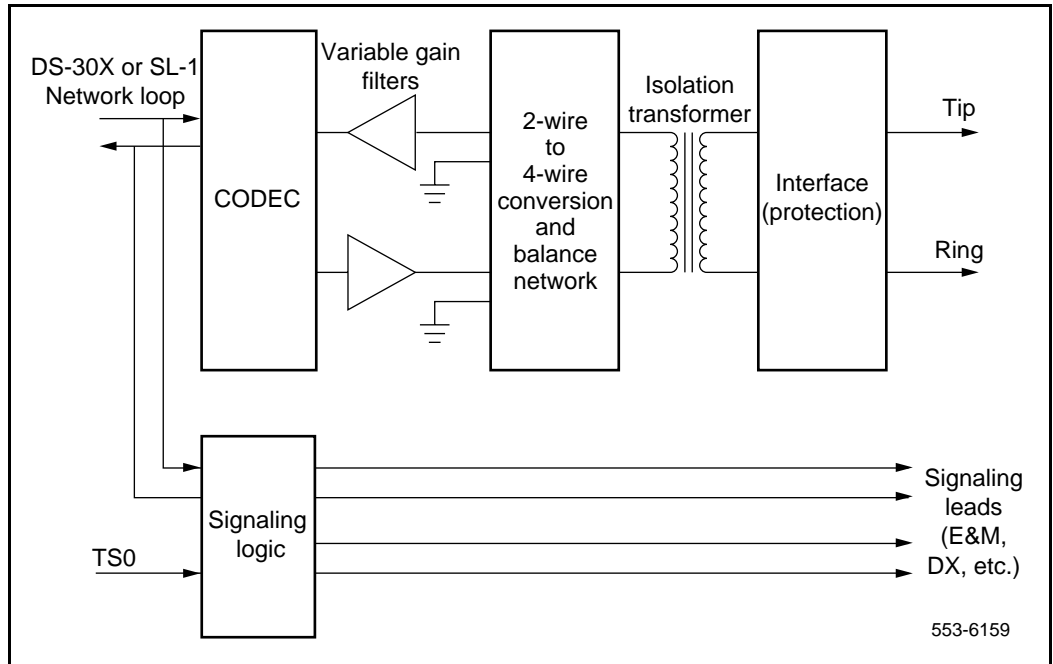 DS-30X or SL-1
Network loop
CODEC
Variable gain
filters
2-wire
to
4-wire
conversion
and
balance
network
Isolation
transformer
Interface
(protection)
Tip
Ring
TS0
Signaling
logic
Signaling
leads
(E&M,
DX, etc.)
553-6159